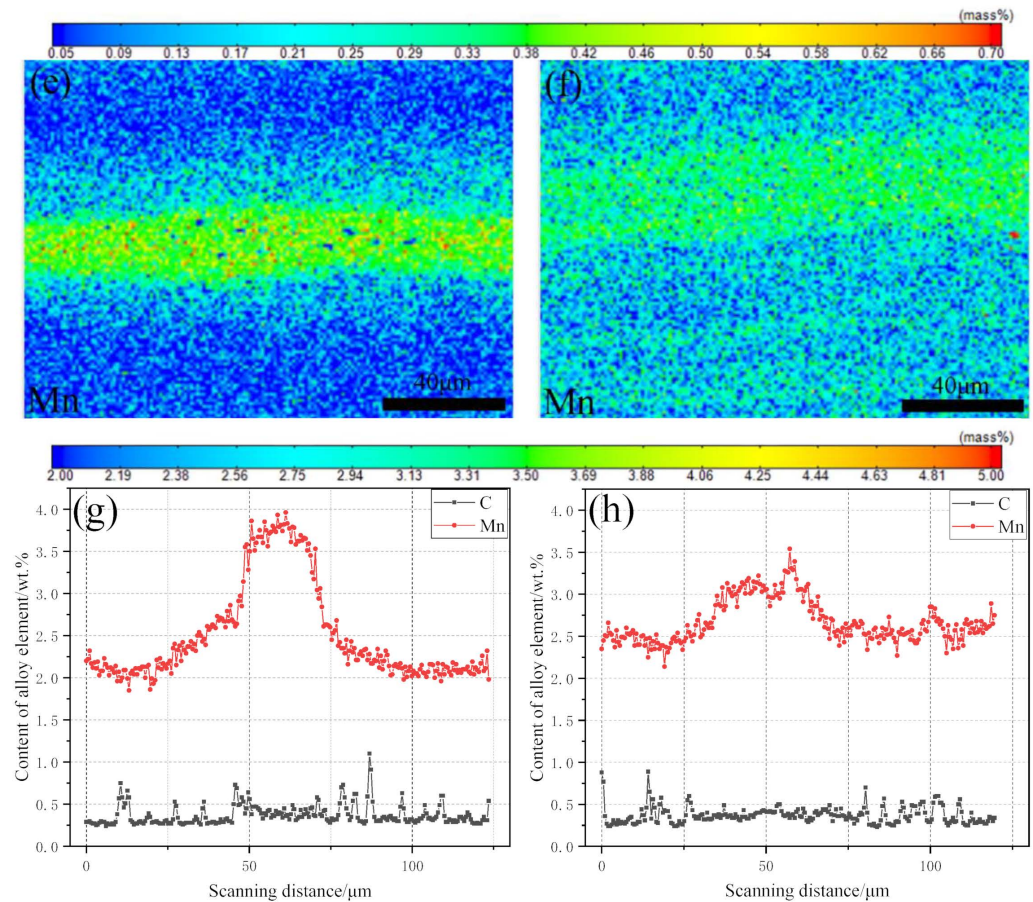 (mass%)
0.05 0.09 0.13 0.17 0.21 0.25 0.29 0.33 0.38 0.42 0.46 0.50 0.54 0.58 0.62 0.66 0.70
(e) (f)
40μm 40μm
Mn Mn
(mass%)
2.00 2.19 2.38 2.56 2.75 2.94 3.13 3.31 3.50 3.69 3.88 4.06 4.25 4.44 4.63 4.81 5.00
(g)
C
Mn
Content of alloy element/wt.%
4.0
3.5
3.0
2.5
2.0
1.5
1.0
0.5
0.0
0 50 100
Scanning distance/μm
(h)
C
Mn
Content of alloy element/wt.%
4.0
3.5
3.0
2.5
2.0
1.5
1.0
0.5
0.0
0 50 100
Scanning distance/μm